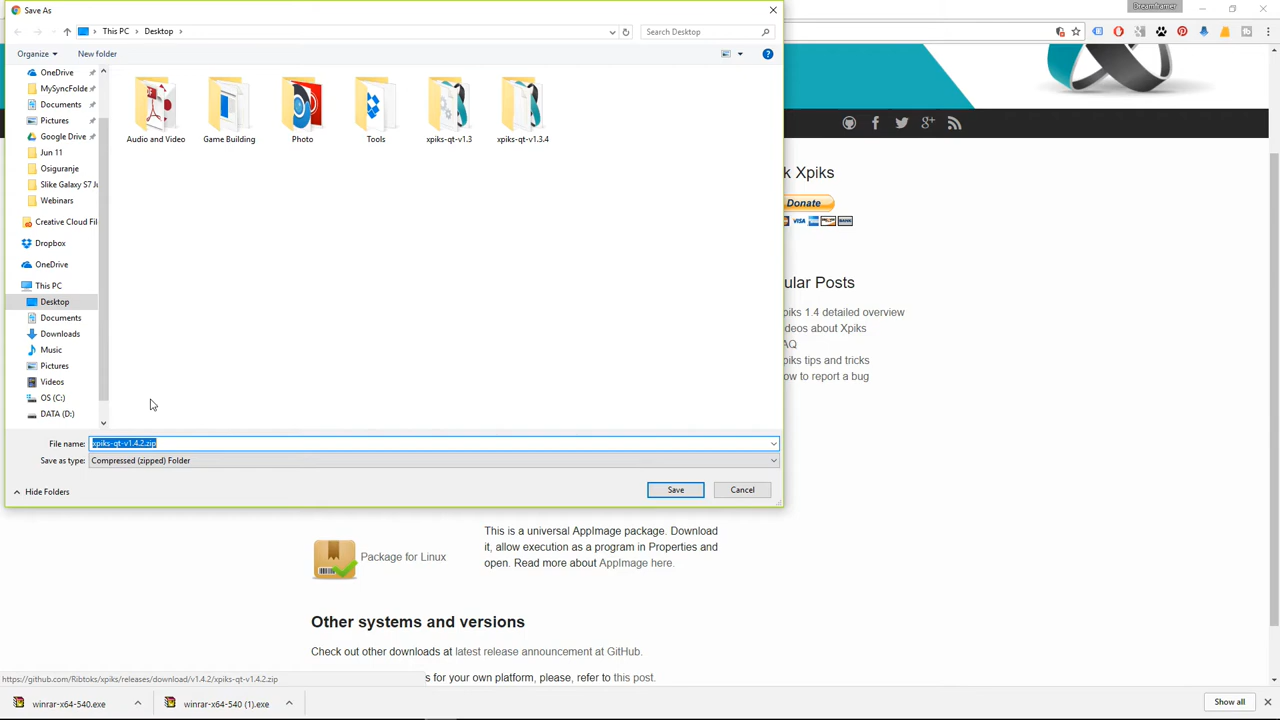 Save As
Dreamframer
This PC
Desktop
Search Desktop
Organize
New folder
OneDrive
MySyncFolde
Documents
Pictures
Google Drive
Jun 11
Osiguranje
Slike Galaxy S7 Ju
Webinars
Creative Cloud Fil
Dropbox
OneDrive
This PC
Desktop
Documents
Downloads
Music
Pictures
Videos
OS (C:)
DATA (D:)
Audio and Video
Game Building
Photo
Tools
xpiks-qt-v1.3
xpiks-qt-v1.3.4
File name:
xpiks-qt-v1.4.2.zip
Save as type:
Compressed (zipped) Folder
Hide Folders
Save
Cancel
k Xpiks
Donate
VISA
BANK
ular Posts
piks 1.4 detailed overview
deos about Xpiks
AQ
piks tips and tricks
ow to report a bug
Package for Linux
This is a universal AppImage package. Download
it, allow execution as a program in Properties and
open. Read more about AppImage here.
Other systems and versions
Check out other downloads at latest release announcement at GitHub.
s for your own platform, please, refer to this post.
https://github.com/Ribtoks/xpiks/releases/download/v1.4.2/xpiks-qt-v1.4.2.zip
winrar-x64-540.exe
winrar-x64-540 (1).exe
Show all